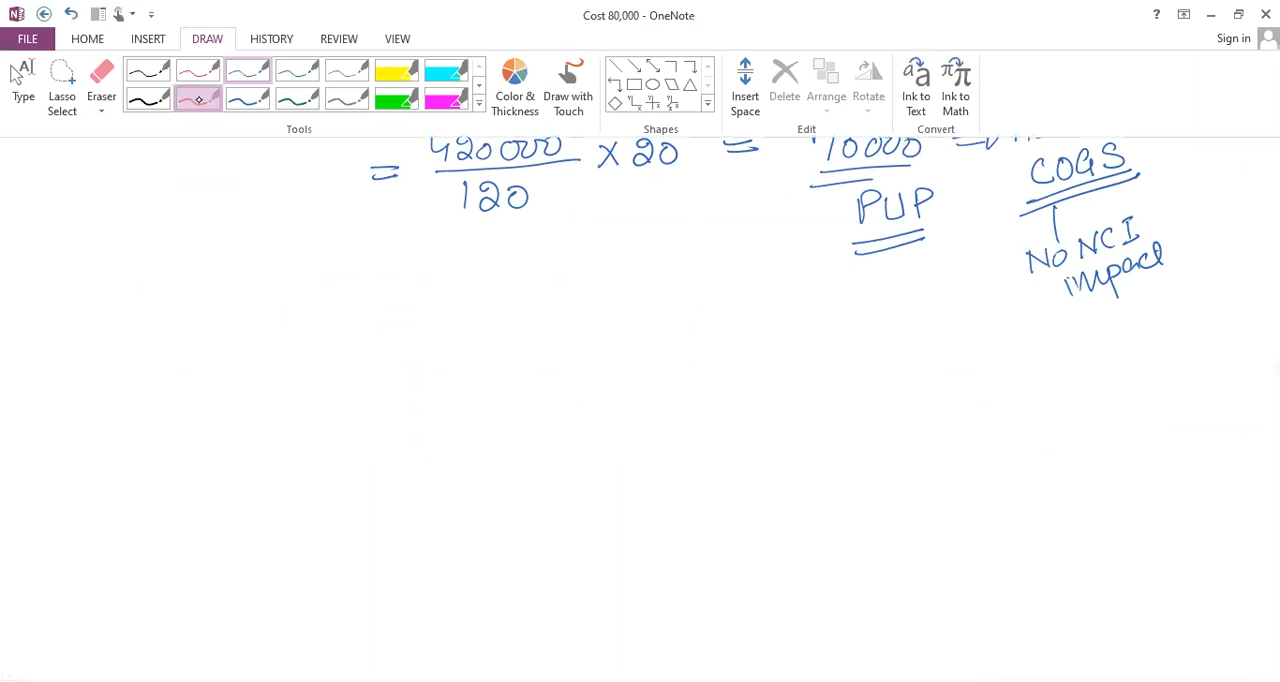 Cost 80,000 - OneNote
?
FILE HOME INSERT DRAW HISTORY REVIEW VIEW
Sign in
Type
Lasso Select
Eraser
Color & Thickness
Draw with Touch
Insert Space
Delete
Arrange
Rotate
Ink to Text
Ink to Math
Tools
Shapes
Edit
Convert
= 420000 × 20 = 70000
120
PUP
COGS
No NCI
impact